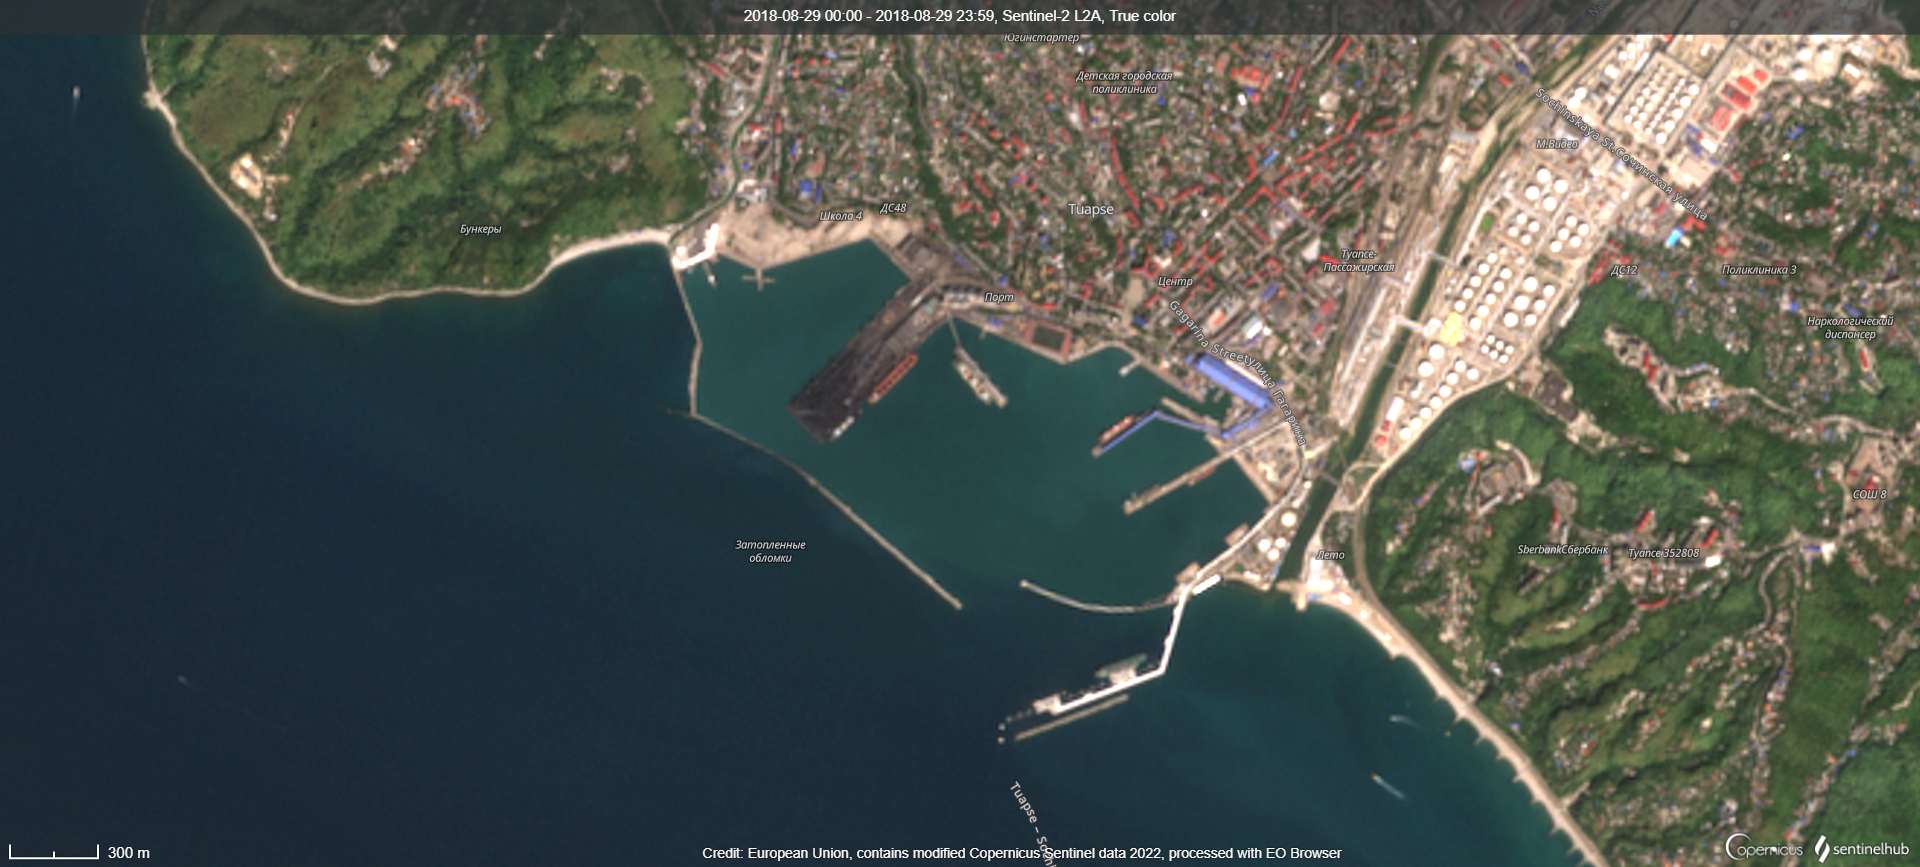 2018-08-29 00:00 - 2018-08-29 23:59, Sentinel-2 L2A, True color
Югинстартер
Детская городская
поликлиника
Sochinskaya St.Сочинская улица
М.Видео
Школа 4
ДС48
Tuapse
Бункеры
Туапсе-
Пассажирская
ДС12
Поликлиника 3
Центр
Порт
Gagarina Streetулица Гагарина
Наркологический
диспансер
СОШ 8
Затопленные
обломки
Лето
SberbankСбербанк
Туапсе 352808
Tuapse – Sochi
300 m
Credit: European Union, contains modified Copernicus Sentinel data 2022, processed with EO Browser
Copernicus
sentinelhub